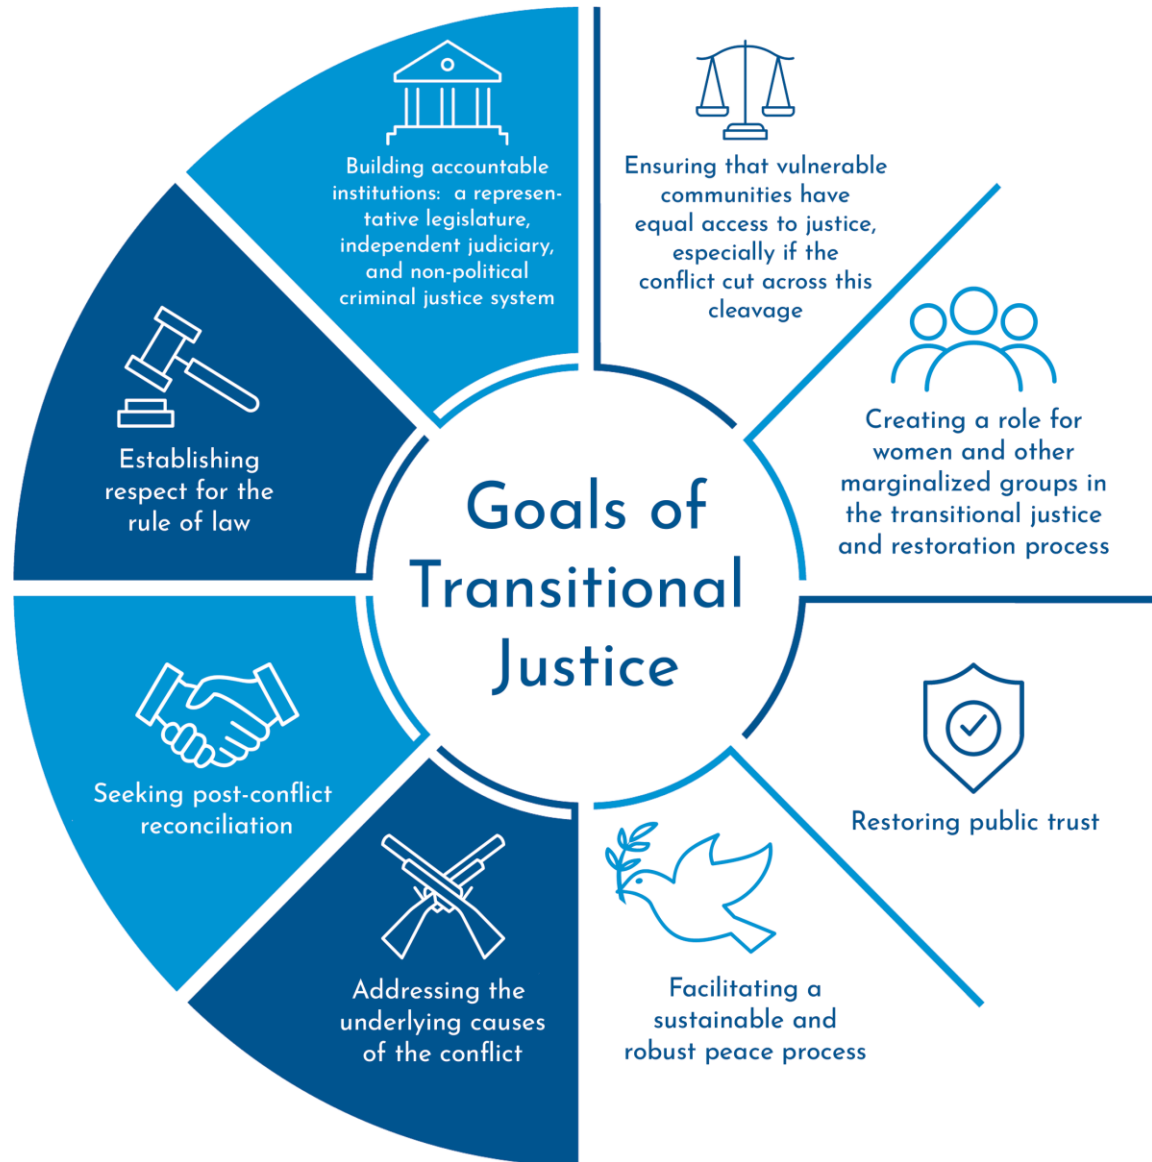 Goals of
Transitional
Justice
Building accountable
institutions:  a represen-
tative legislature,
independent judiciary,
and non-political
criminal justice system
Ensuring that vulnerable
communities have
equal access to justice,
especially if the
conflict cut across this
cleavage
Creating a role for
women and other
marginalized groups in
the transitional justice
and restoration process
Restoring public trust
Facilitating a
sustainable and
robust peace process
Addressing the
underlying causes
of the conflict
Seeking post-conflict
reconciliation
Establishing
respect for the
rule of law